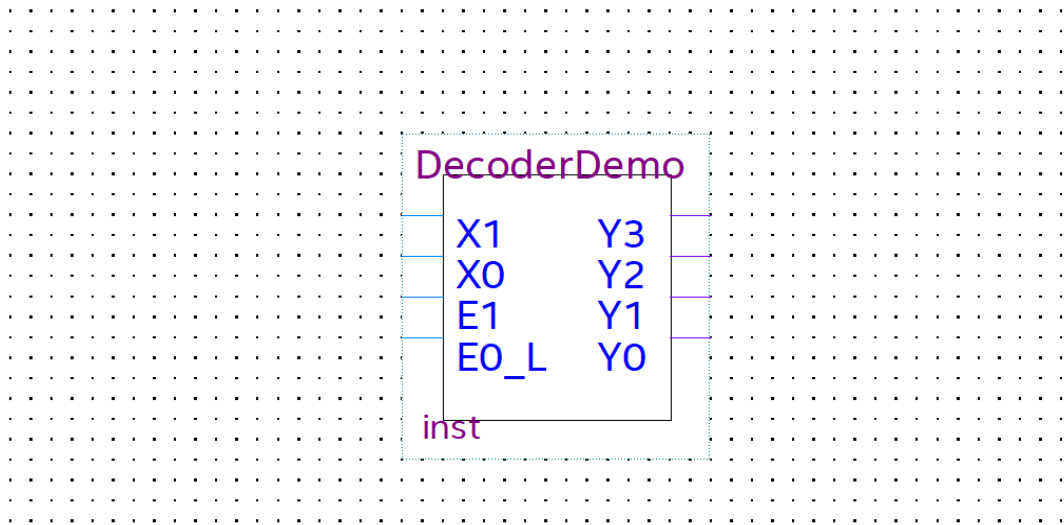 DecoderDemo
X1 Y3
X0 Y2
E1 Y1
E0_L Y0
inst